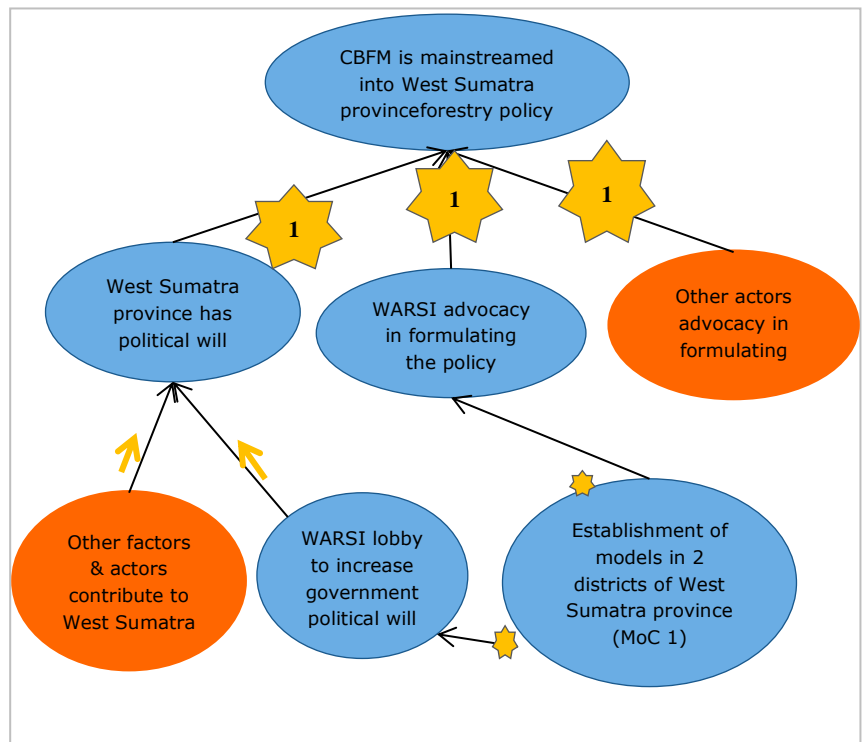 CBFM is mainstreamed
into West Sumatra
provinceforestry policy
1
1
1
West Sumatra
province has
political will
WARSI advocacy
in formulating
the policy
Other actors
advocacy in
formulating
Other factors
& actors
contribute to
West Sumatra
WARSI lobby
to increase
government
political will
Establishment of
models in 2
districts of West
Sumatra province
(MoC 1)